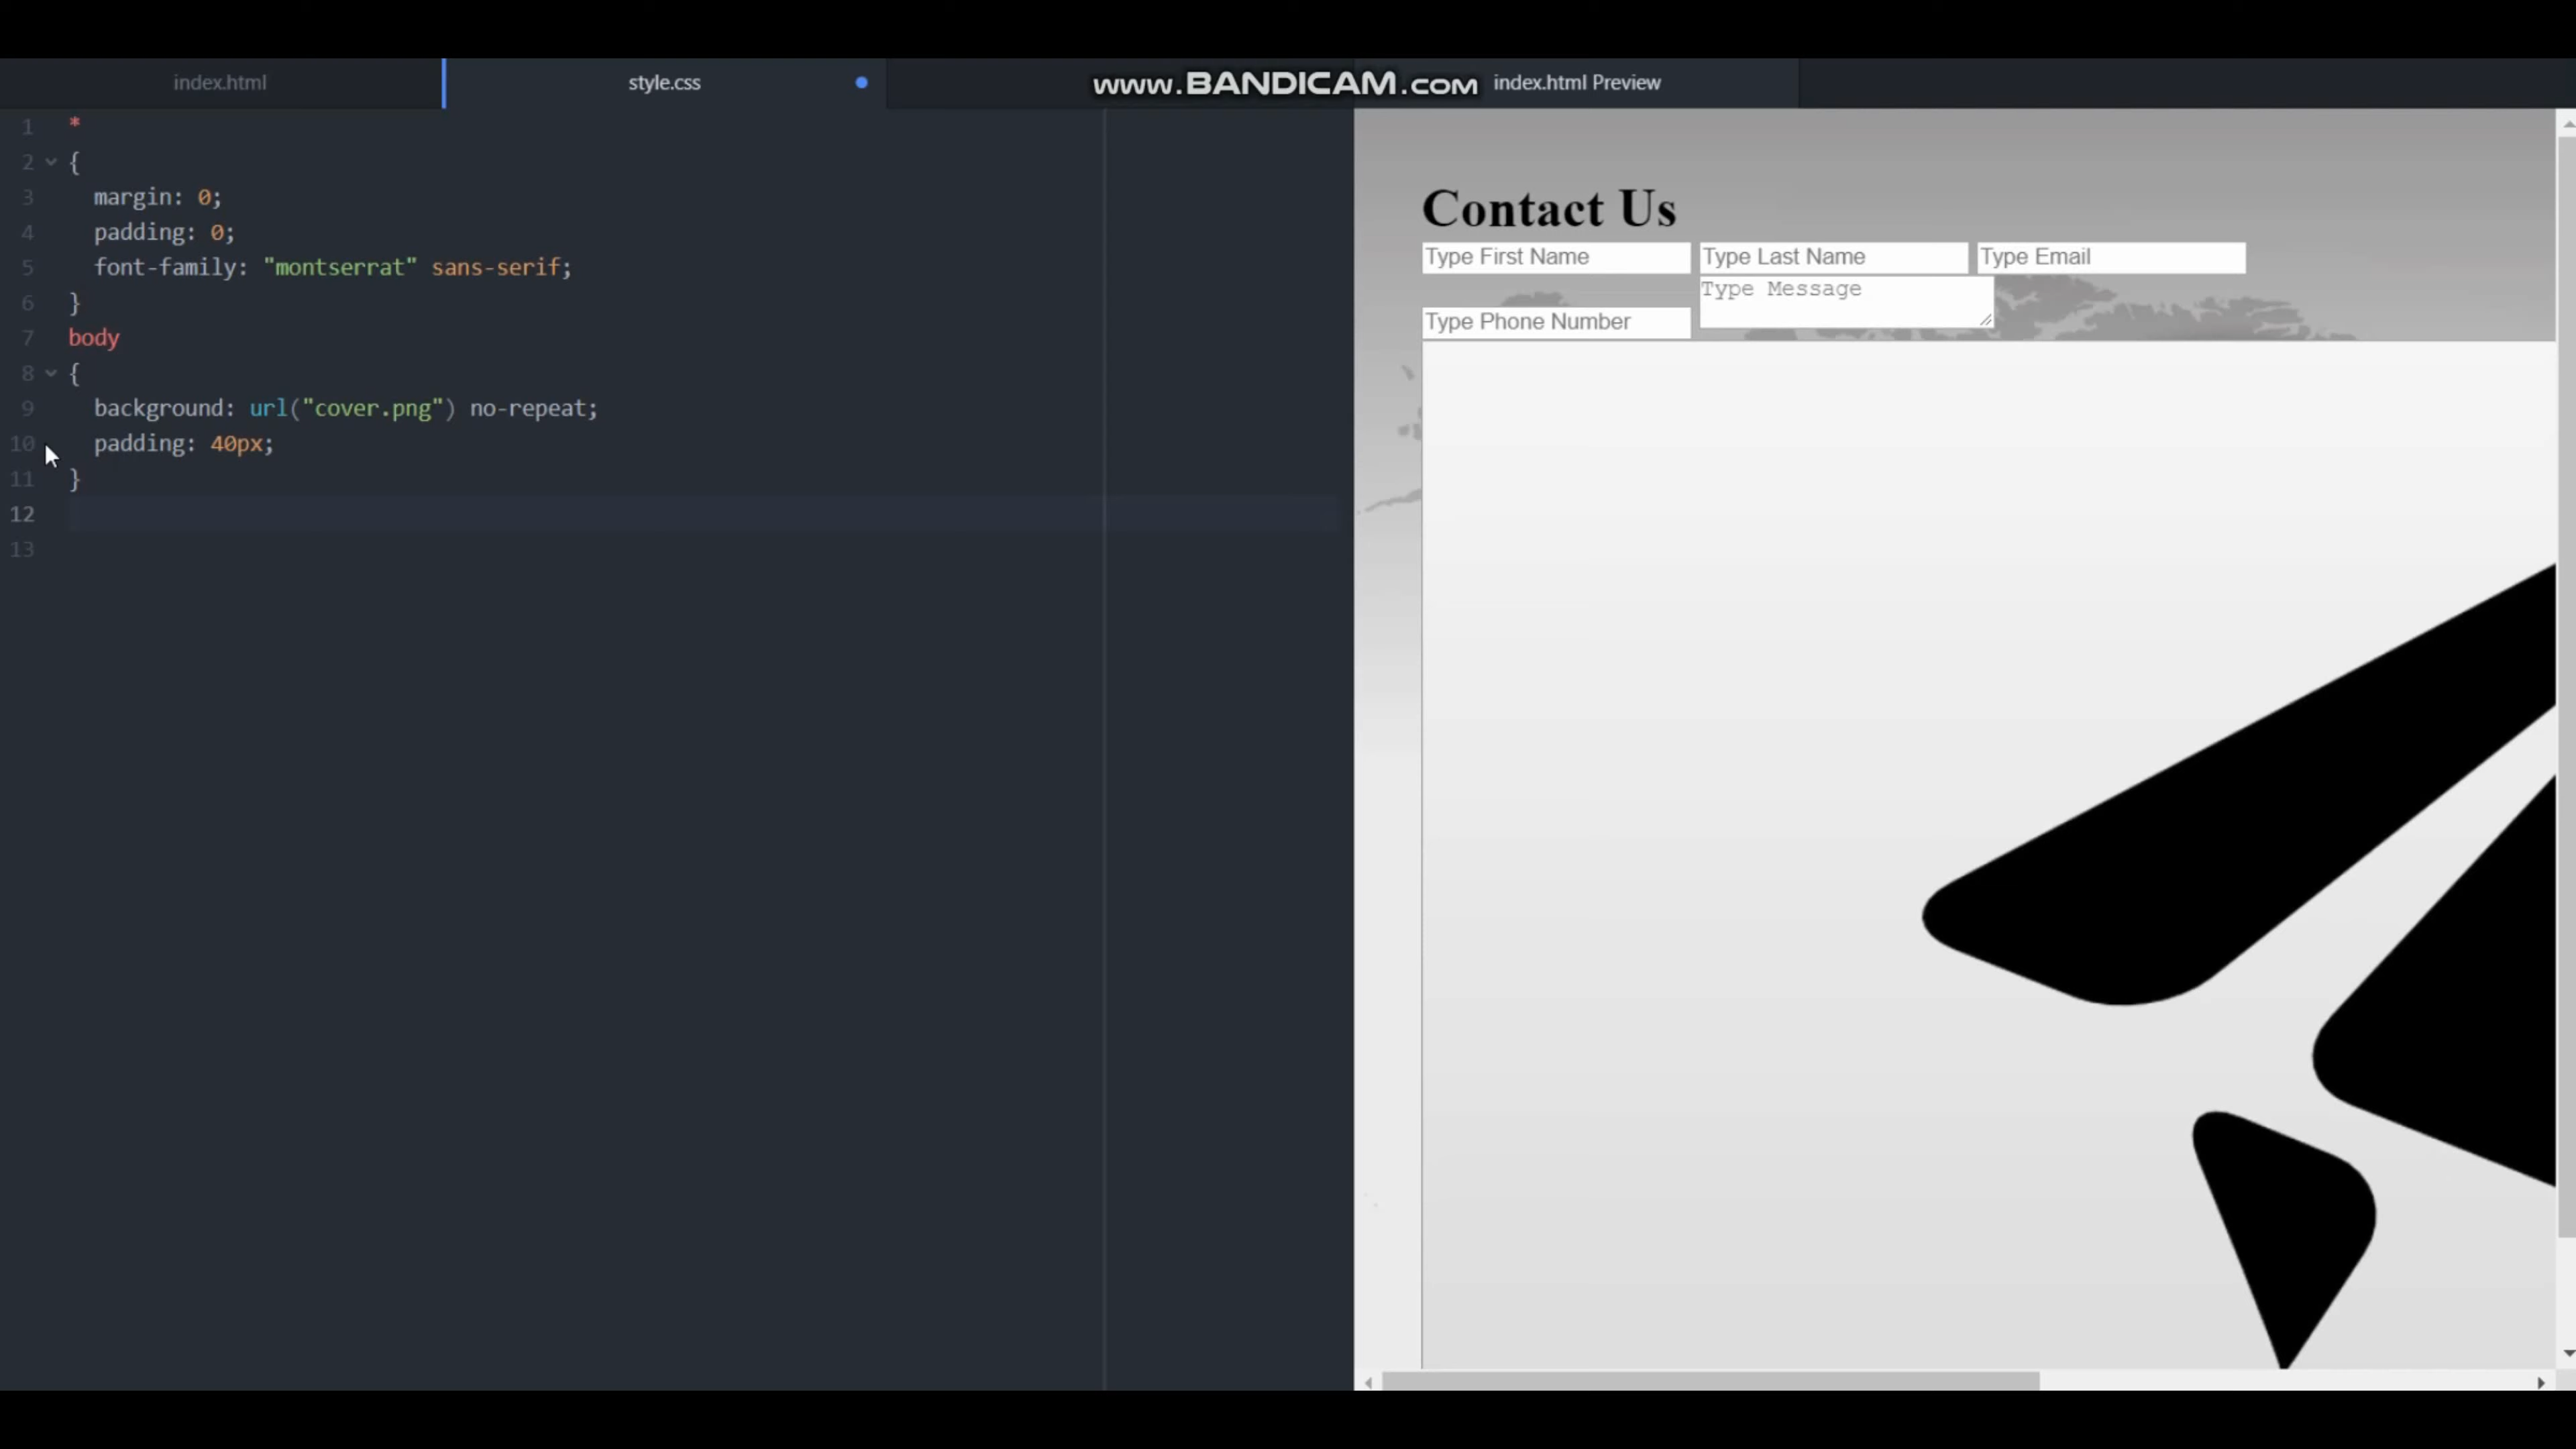 index.html
style.css
www.BANDICAM.com
index.html Preview
1 *
2 {
3 margin: 0;
4 padding: 0;
5 font-family: "montserrat" sans-serif;
6 }
7 body
8 {
9 background: url("cover.png") no-repeat;
10 padding: 40px;
11 }
12
13
Contact Us
Type First Name
Type Last Name
Type Email
Type Message
Type Phone Number